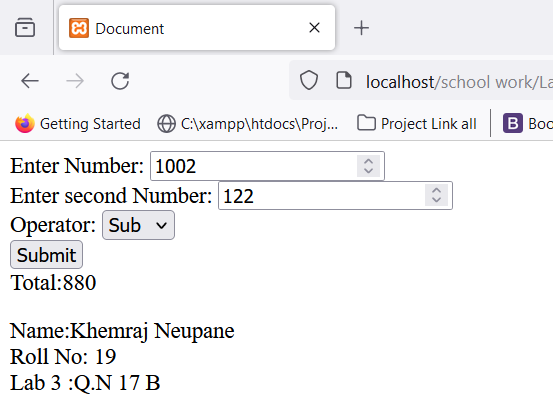 Document
localhost/school work/La
Getting Started C:\xampp\htdocs\Proj... Project Link all B Boo
Enter Number: 1002
Enter second Number: 122
Operator: Sub
Submit
Total:880
Name:Khemraj Neupane
Roll No: 19
Lab 3 :Q.N 17 B